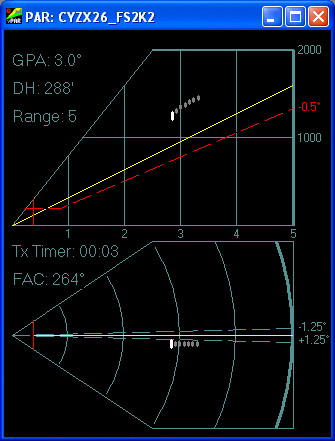 PAR: CYZX26_FS2K2
2000
GPA: 3.0°
DH: 288'
-0.5°
Range: 5
1000
1 2 3 4 5
Tx Timer: 00:03
FAC: 264°
-1.25°
+1.25°